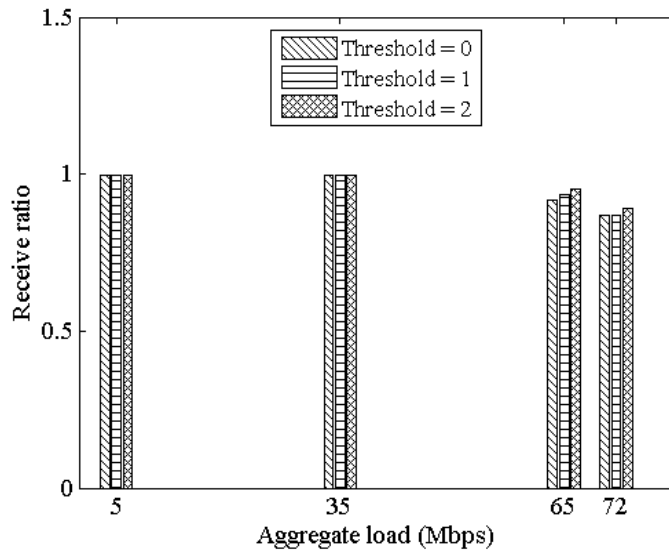 1.5
Threshold = 0
Threshold = 1
Threshold = 2
1
Receive ratio
0.5
0
5 35 65 72
Aggregate load (Mbps)